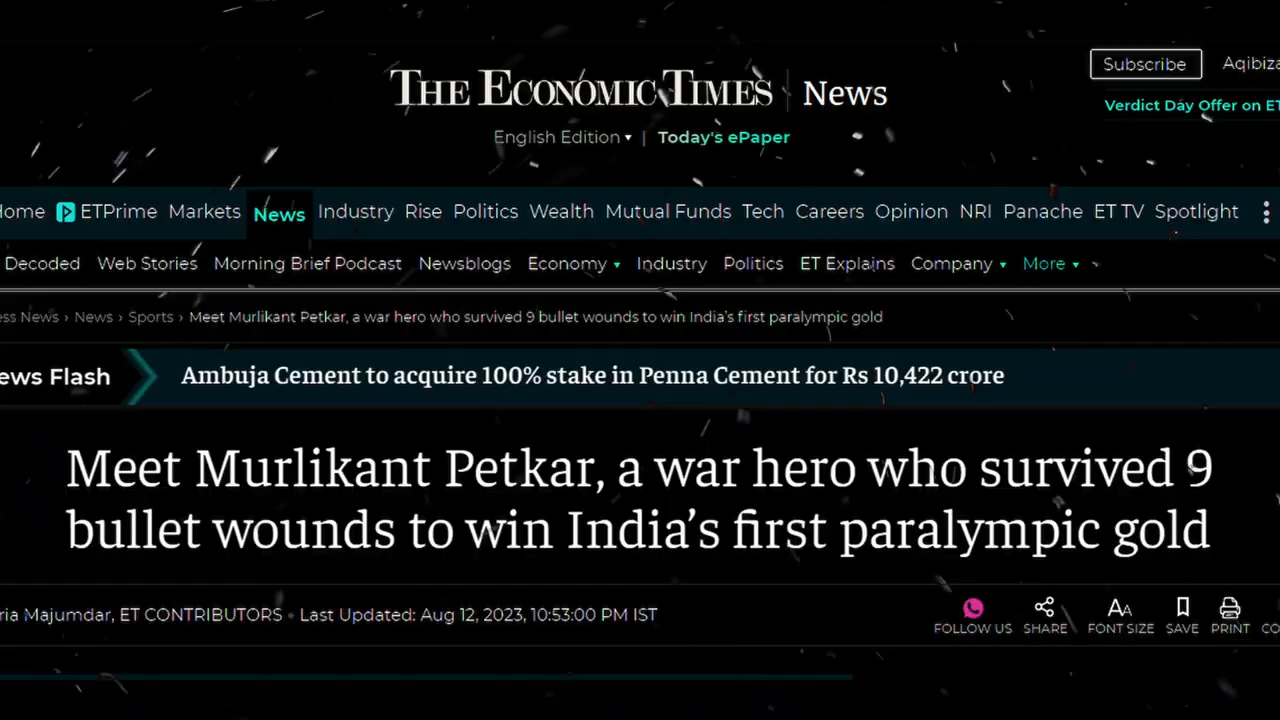 Subscribe
THE ECONOMIC TIMES | News
Verdict Day Offer on
English Edition | Today's ePaper
ETPrime Markets News Industry Rise Politics Wealth Mutual Funds Tech Careers Opinion NRI Panache ET TV Spotlight
Decoded Web Stories Morning Brief Podcast Newsblogs Economy Industry Politics ET Explains Company More
News › News › Sports › Meet Murlikant Petkar, a war hero who survived 9 bullet wounds to win India's first paralympic gold
Flash Ambuja Cement to acquire 100% stake in Penna Cement for Rs 10,422 crore
Meet Murlikant Petkar, a war hero who survived 9
bullet wounds to win India's first paralympic gold
Majumdar, ET CONTRIBUTORS • Last Updated: Aug 12, 2023, 10:53:00 PM IST
FOLLOW US SHARE FONT SIZE SAVE PRINT